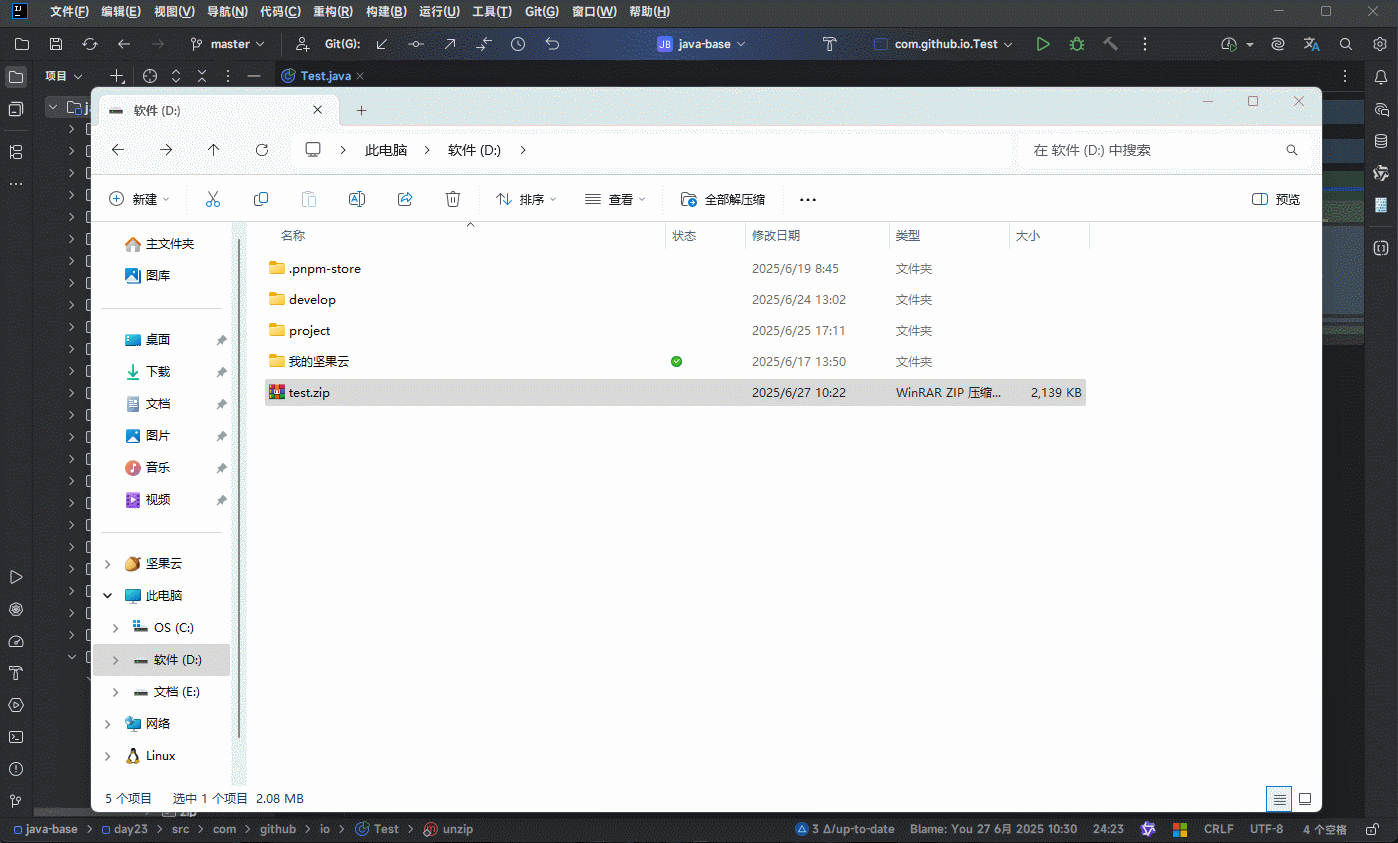 文件(F) 编辑(E) 视图(V) 导航(N) 代码(C) 重构(R) 构建(B) 运行(U) 工具(T) Git(G) 窗口(W) 帮助(H)
master Git(G): JB java-base com.github.io.Test
项目 Test.java
软件 (D:)
此电脑 软件 (D:) 在 软件 (D:) 中搜索
新建 排序 查看 全部解压缩 预览
名称 状态 修改日期 类型 大小
.pnpm-store 2025/6/19 8:45 文件夹
develop 2025/6/24 13:02 文件夹
project 2025/6/25 17:11 文件夹
我的坚果云 2025/6/17 13:50 文件夹
test.zip 2025/6/27 10:22 WinRAR ZIP 压缩... 2,139 KB
主文件夹
图库
桌面
下载
文档
图片
音乐
视频
坚果云
此电脑
OS (C:)
软件 (D:)
文档 (E:)
网络
Linux
5 个项目 选中 1 个项目 2.08 MB
zip
java-base day23 src com github io Test unzip 3 Δ/up-to-date Blame: You 27 6月 2025 10:30 24:23 CRLF UTF-8 4 个空格